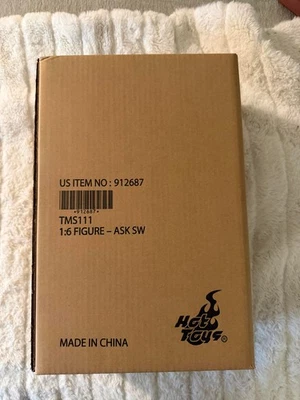 US ITEM NO : 912687
*912687*
TMS111
1:6 FIGURE – ASK SW
Hot
Toys®
MADE IN CHINA